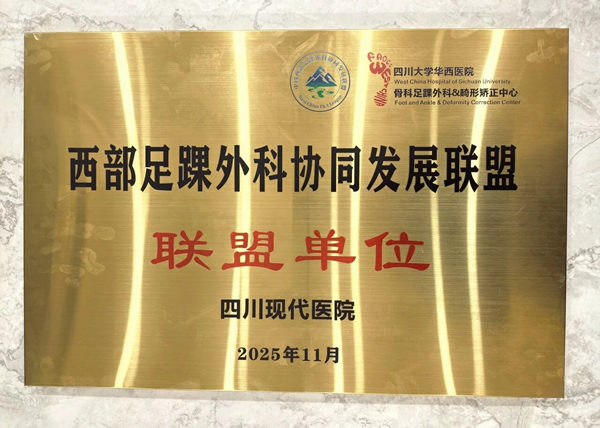 四川大学华西医院
West China Hospital of Sichuan University
骨科足踝外科&畸形矫正中心
Foot and Ankle & Deformity Correction Center
西部足踝外科协同发展联盟
联盟单位
四川现代医院
2025年11月